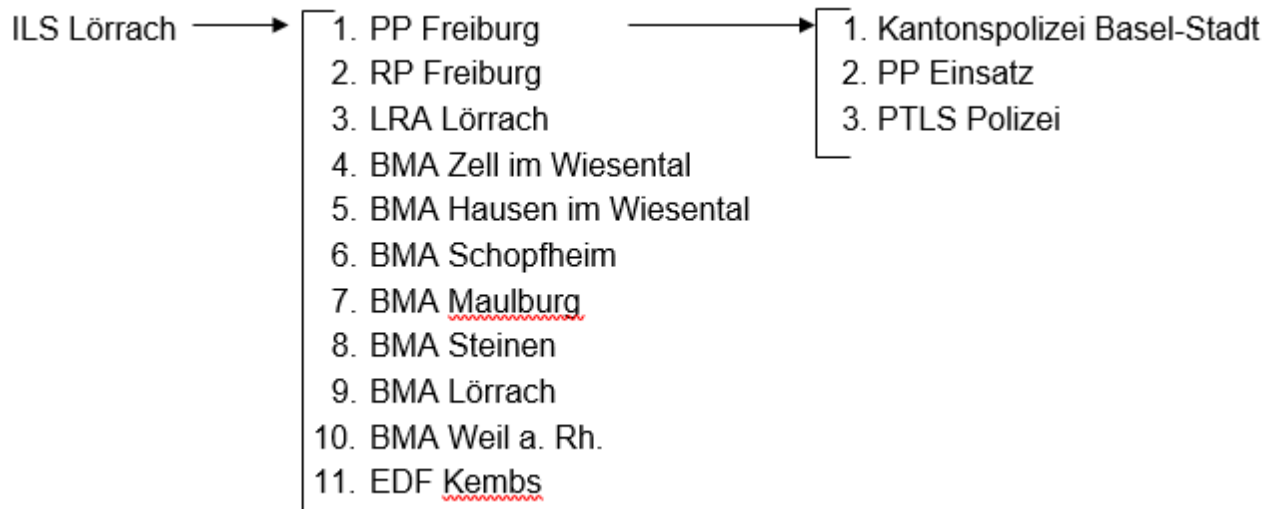 ILS Lörrach
1. PP Freiburg
2. RP Freiburg
3. LRA Lörrach
4. BMA Zell im Wiesental
5. BMA Hausen im Wiesental
6. BMA Schopfheim
7. BMA Maulburg
8. BMA Steinen
9. BMA Lörrach
10. BMA Weil a. Rh.
11. EDF Kembs
1. Kantonspolizei Basel-Stadt
2. PP Einsatz
3. PTLS Polizei